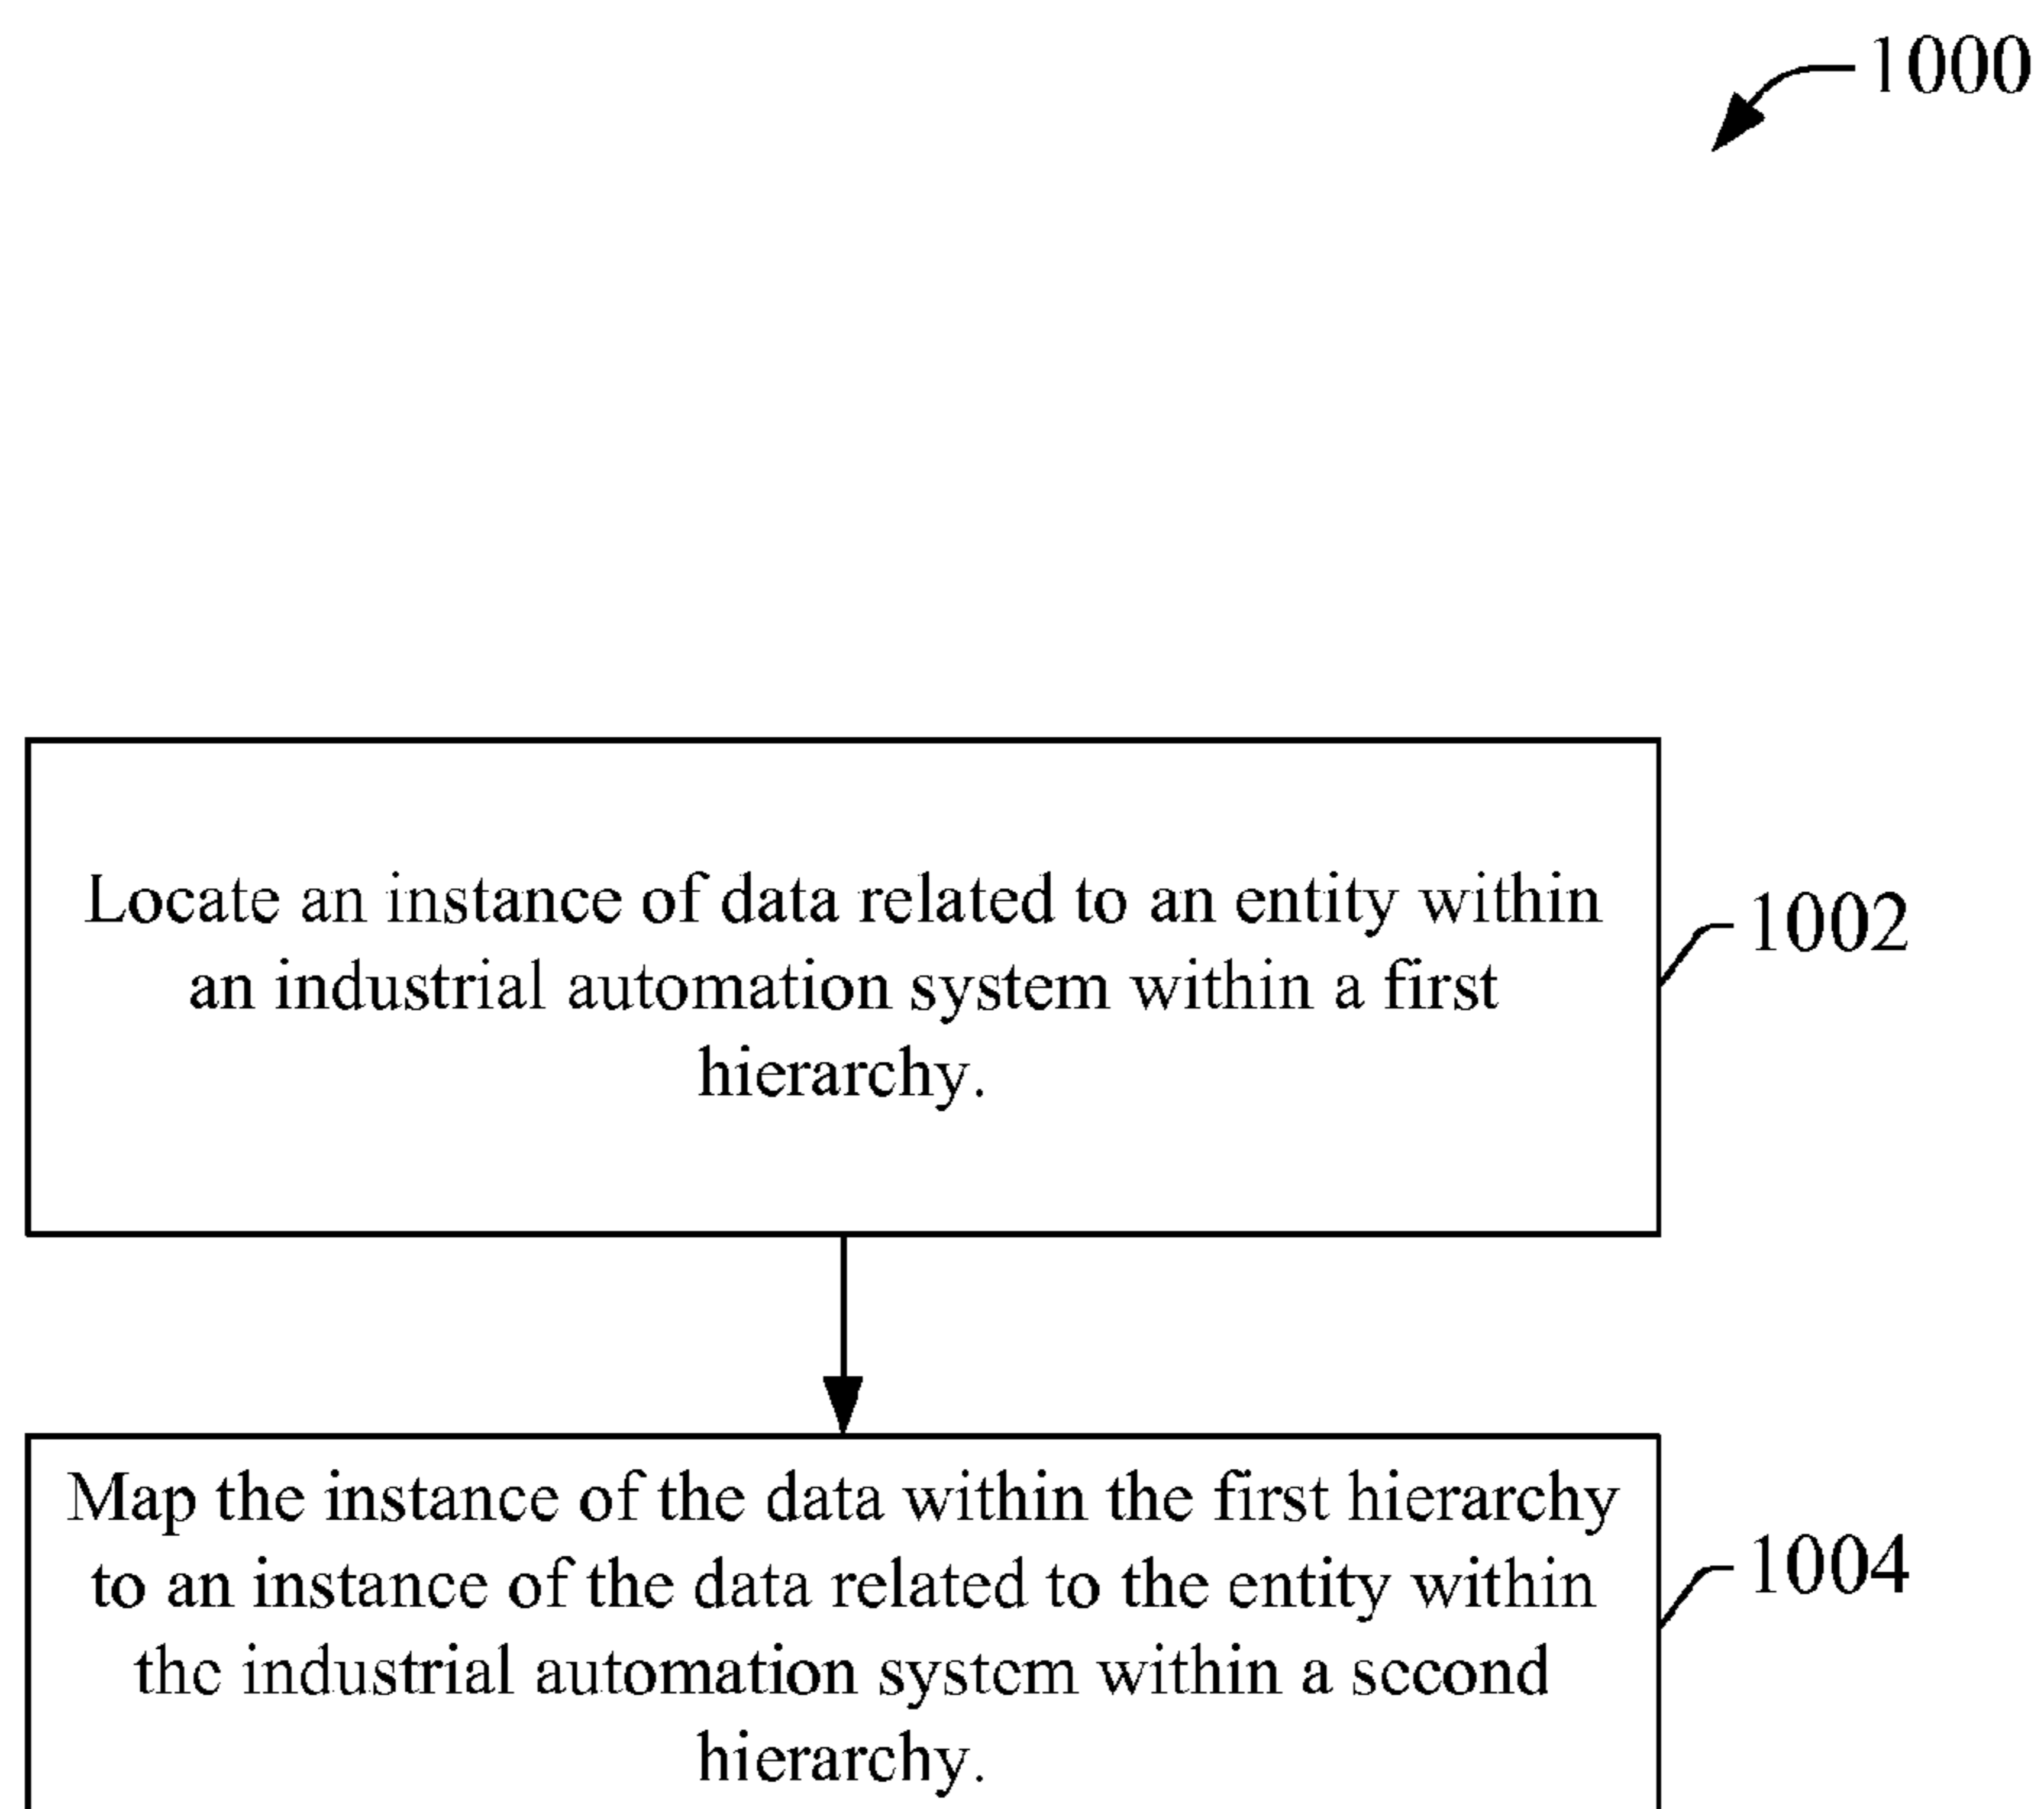 1000
Locate an instance of data related to an entity within
an industrial automation system within a first
hierarchy.
1002
Map the instance of the data within the first hierarchy
to an instance of the data related to the entity within
the industrial automation system within a second
hierarchy.
1004